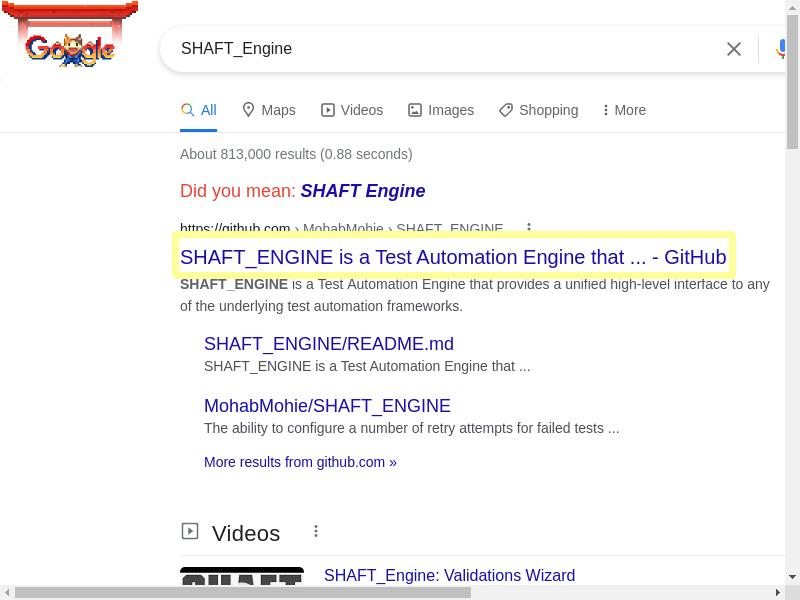 Google
SHAFT_Engine
All Maps Videos Images Shopping More
About 813,000 results (0.88 seconds)
Did you mean: SHAFT Engine
https://github.com › MohabMohie › SHAFT_ENGINE
SHAFT_ENGINE is a Test Automation Engine that ... - GitHub
SHAFT_ENGINE is a Test Automation Engine that provides a unified high-level interface to any
of the underlying test automation frameworks.
SHAFT_ENGINE/README.md
SHAFT_ENGINE is a Test Automation Engine that ...
MohabMohie/SHAFT_ENGINE
The ability to configure a number of retry attempts for failed tests ...
More results from github.com »
Videos
SHAFT
SHAFT_Engine: Validations Wizard